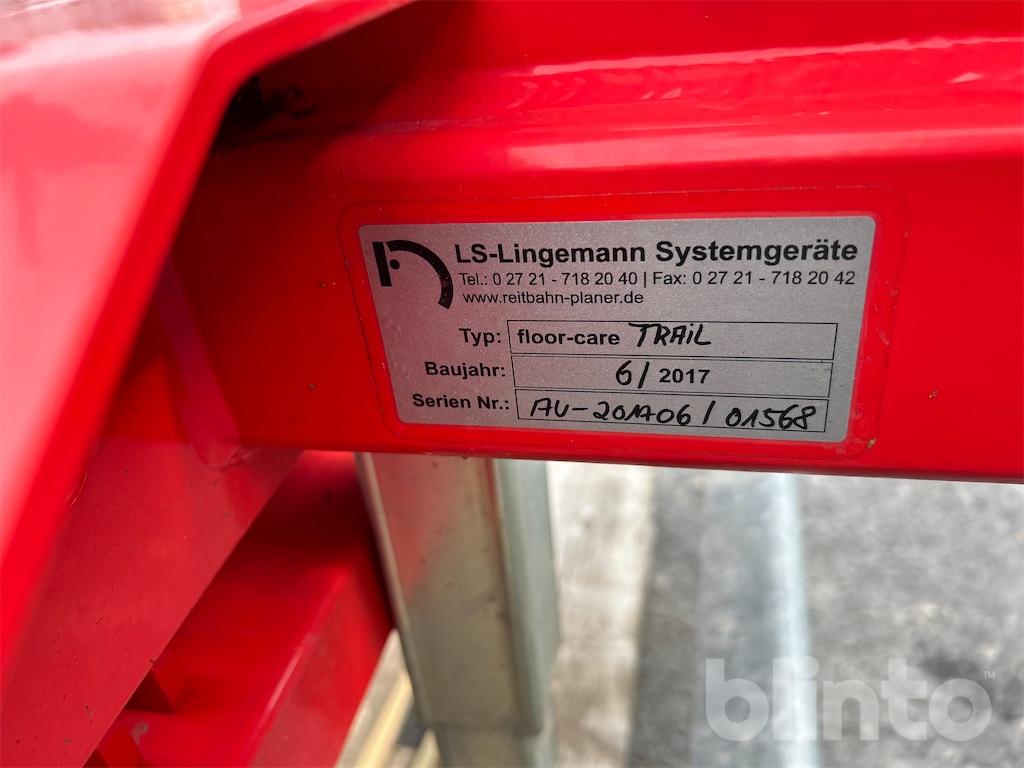 LS-Lingemann Systemgeräte
Tel.: 0 27 21 - 718 20 40 | Fax: 0 27 21 - 718 20 42
www.reitbahn-planer.de
Typ: floor-care TRAiL
Baujahr: 6/ 2017
Serien Nr.: AU-201706/01568
blinto™